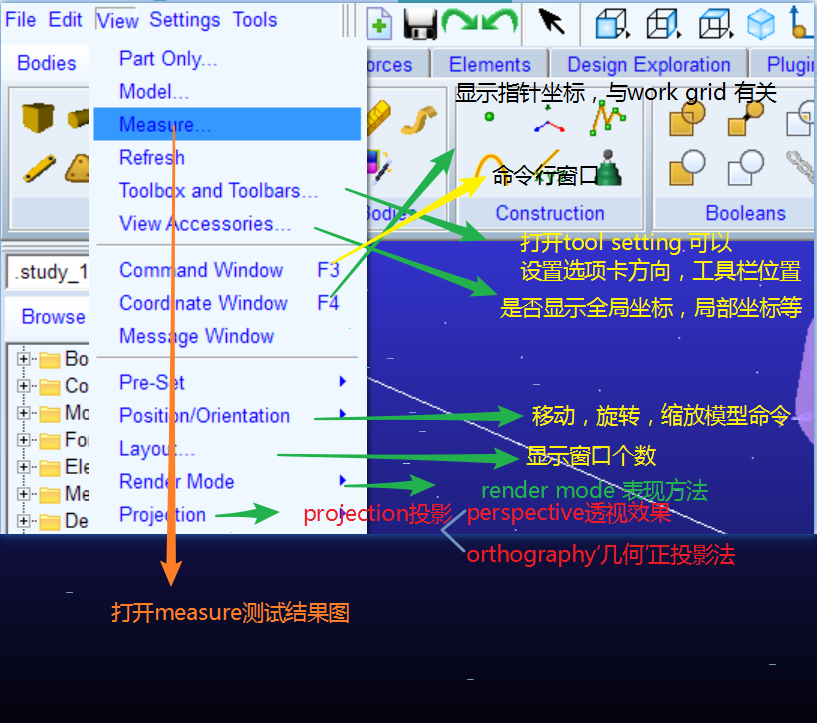 File Edit View Settings Tools
Bodies
orces
Elements
Design Exploration
Plugin
Part Only...
Model...
Measure...
Refresh
Toolbox and Toolbars...
View Accessories...
Command Window F3
Coordinate Window F4
Message Window
Pre-Set
Position/Orientation
Layout...
Render Mode
Projection
显示指针坐标，与work grid 有关
命令行窗口
Bodies
Construction
Booleans
打开tool setting,可以
设置选项卡方向，工具栏位置
是否显示全局坐标，局部坐标等
.study_1
Browse
Bo
Co
Mo
For
Ele
Me
De
移动，旋转，缩放模型命令
显示窗口个数
render mode 表现方法
projection投影
perspective透视效果
orthography‘几何’正投影法
打开measure测试结果图